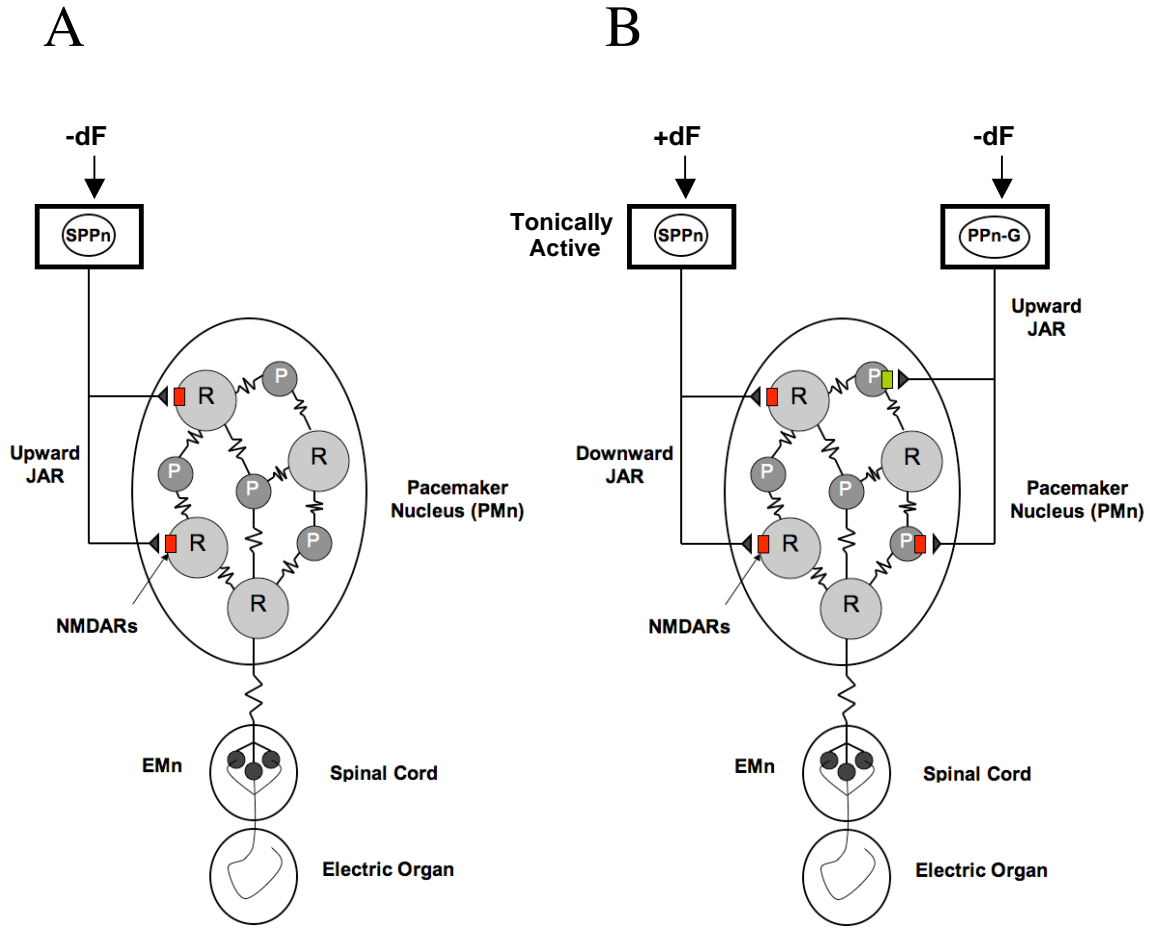 A
-dF
SPPn
R
P
R
P
P
R
P
R
Upward
JAR
Pacemaker
Nucleus (PMn)
NMDARs
EMn
Spinal Cord
Electric Organ
B
+dF
-dF
Tonically
Active
SPPn
PPn-G
Upward
JAR
R
P
R
P
P
R
P
R
Downward
JAR
Pacemaker
Nucleus (PMn)
NMDARs
EMn
Spinal Cord
Electric Organ